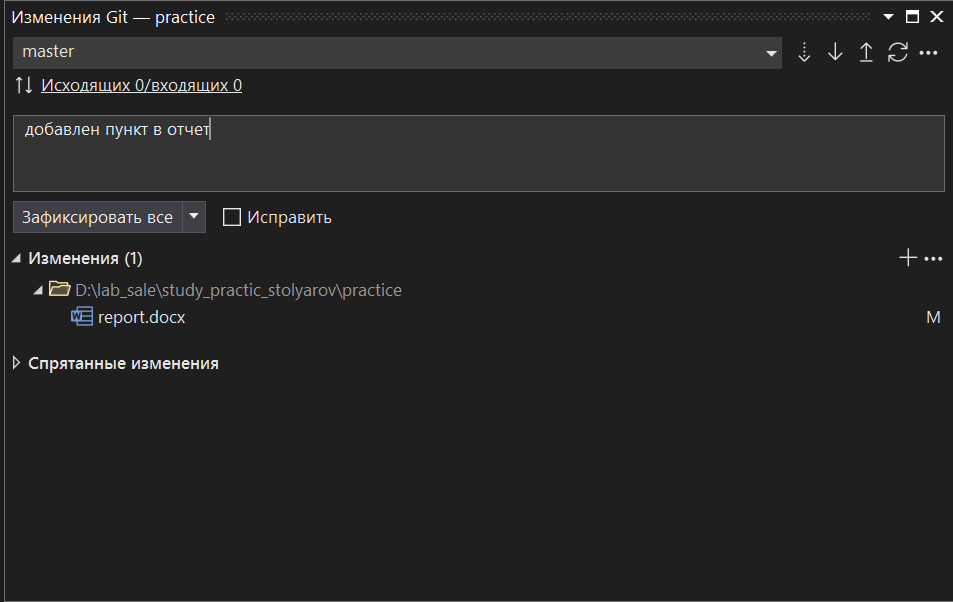 Изменения Git — practice
master
Исходящих 0/входящих 0
добавлен пункт в отчет
Зафиксировать все Исправить
Изменения (1)
D:\lab_sale\study_practic_stolyarov\practice
report.docx M
Спрятанные изменения